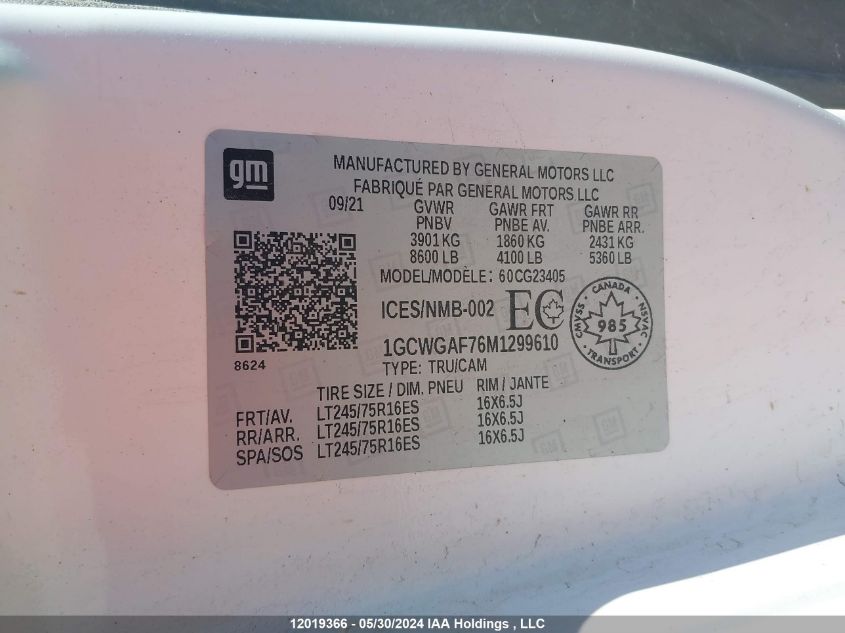 gm
MANUFACTURED BY GENERAL MOTORS LLC
FABRIQUÉ PAR GENERAL MOTORS LLC
09/21 GVWR GAWR FRT GAWR RR
PNBV PNBE AV. PNBE ARR.
3901 KG 1860 KG 2431 KG
8600 LB 4100 LB 5360 LB
MODEL/MODÈLE: 60CG23405
ICES/NMB-002 EC
CANADA
CMVSS 985 NSVAC
TRANSPORT
1GCWGAF76M1299610
8624
TYPE: TRU/CAM
TIRE SIZE / DIM. PNEU RIM / JANTE
FRT/AV. LT245/75R16ES 16X6.5J
RR/ARR. LT245/75R16ES 16X6.5J
SPA/SOS LT245/75R16ES 16X6.5J
12019366 - 05/30/2024 IAA Holdings , LLC